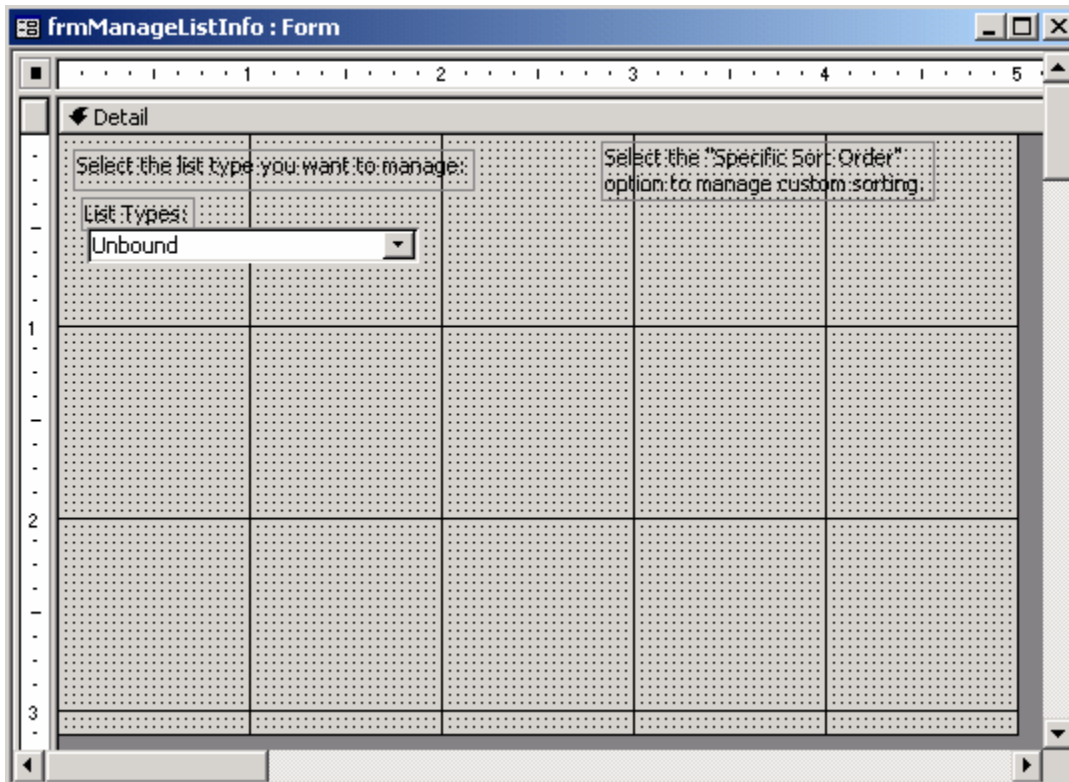 frmManageListInfo : Form
1 2 3 4 5
Detail
Select the list type you want to manage:
Select the "Specific Sort Order"
option to manage custom sorting.
List Types:
Unbound
1
2
3